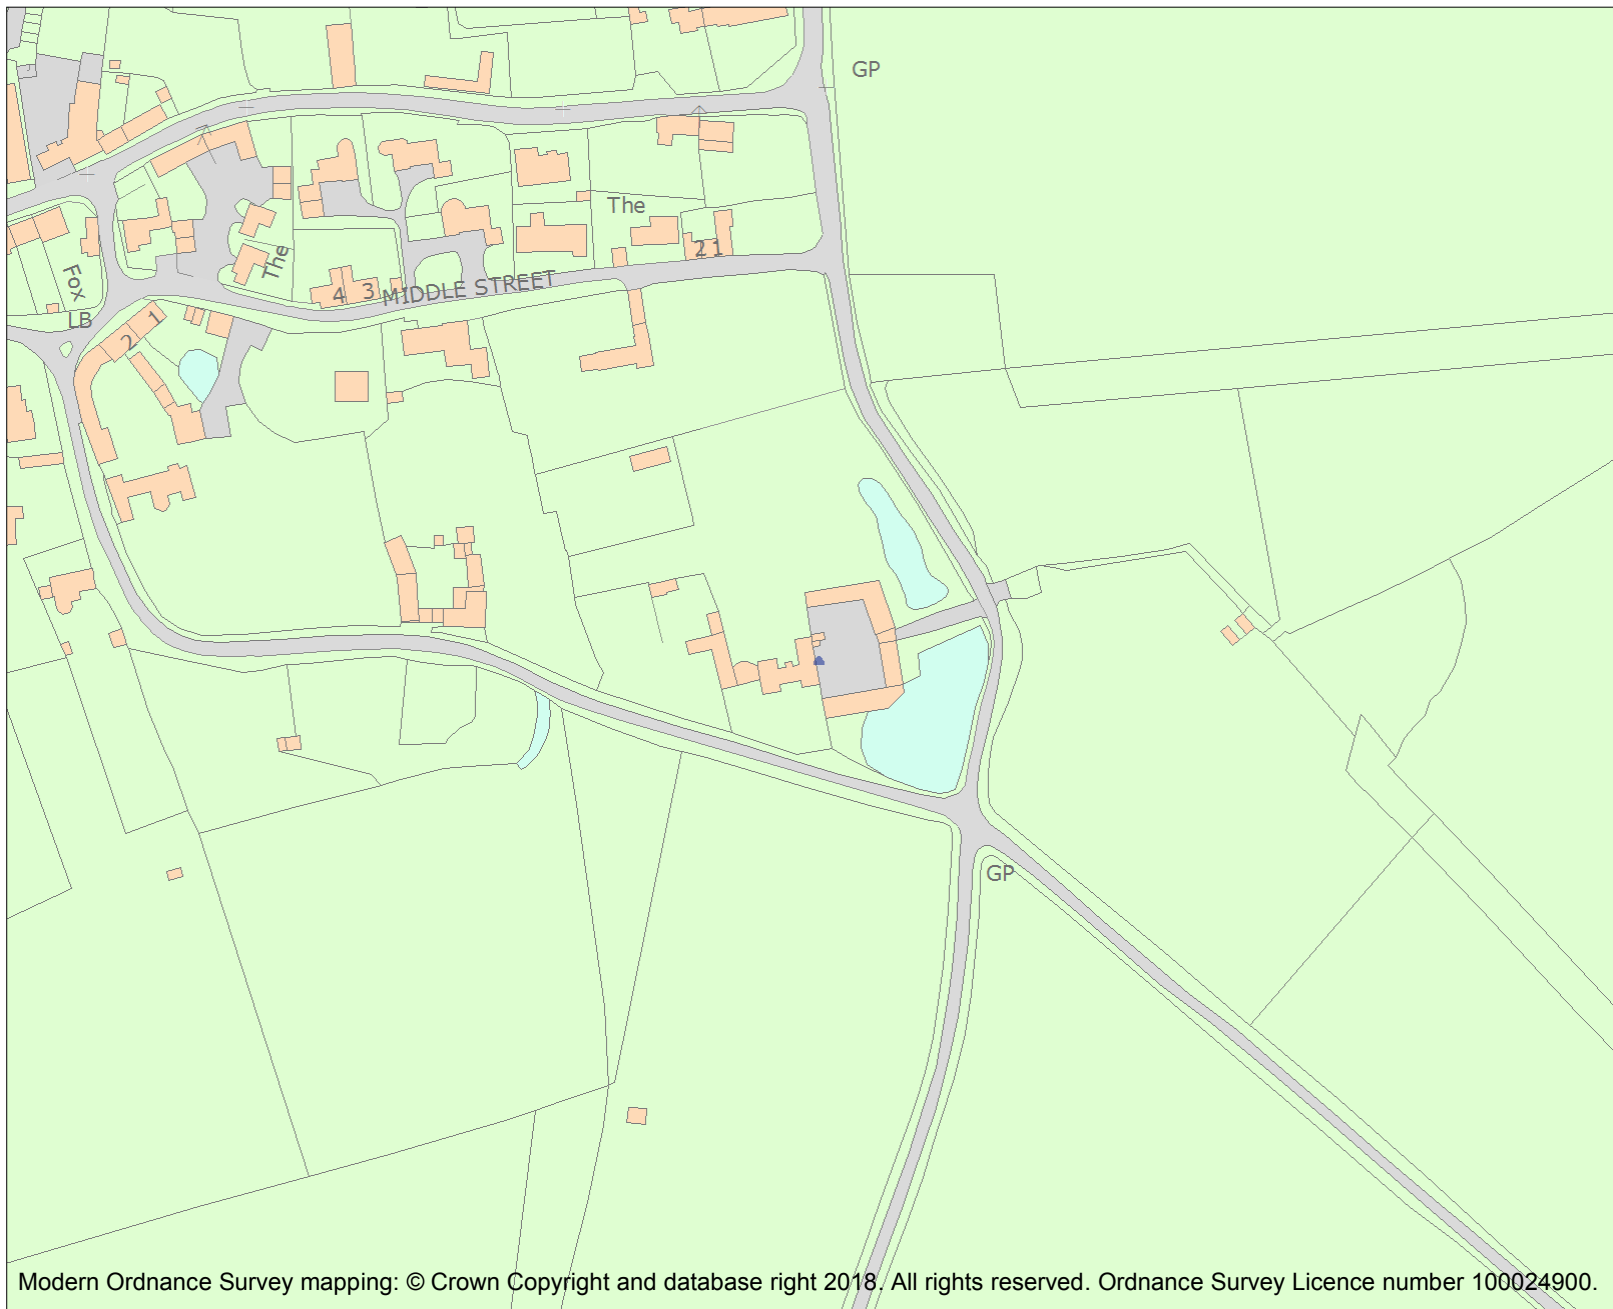 GP
The
The
2 1
Fox
4 3 MIDDLE STREET
LB
2 1
GP
Modern Ordnance Survey mapping: © Crown Copyright and database right 2018. All rights reserved. Ordnance Survey Licence number 100024900.